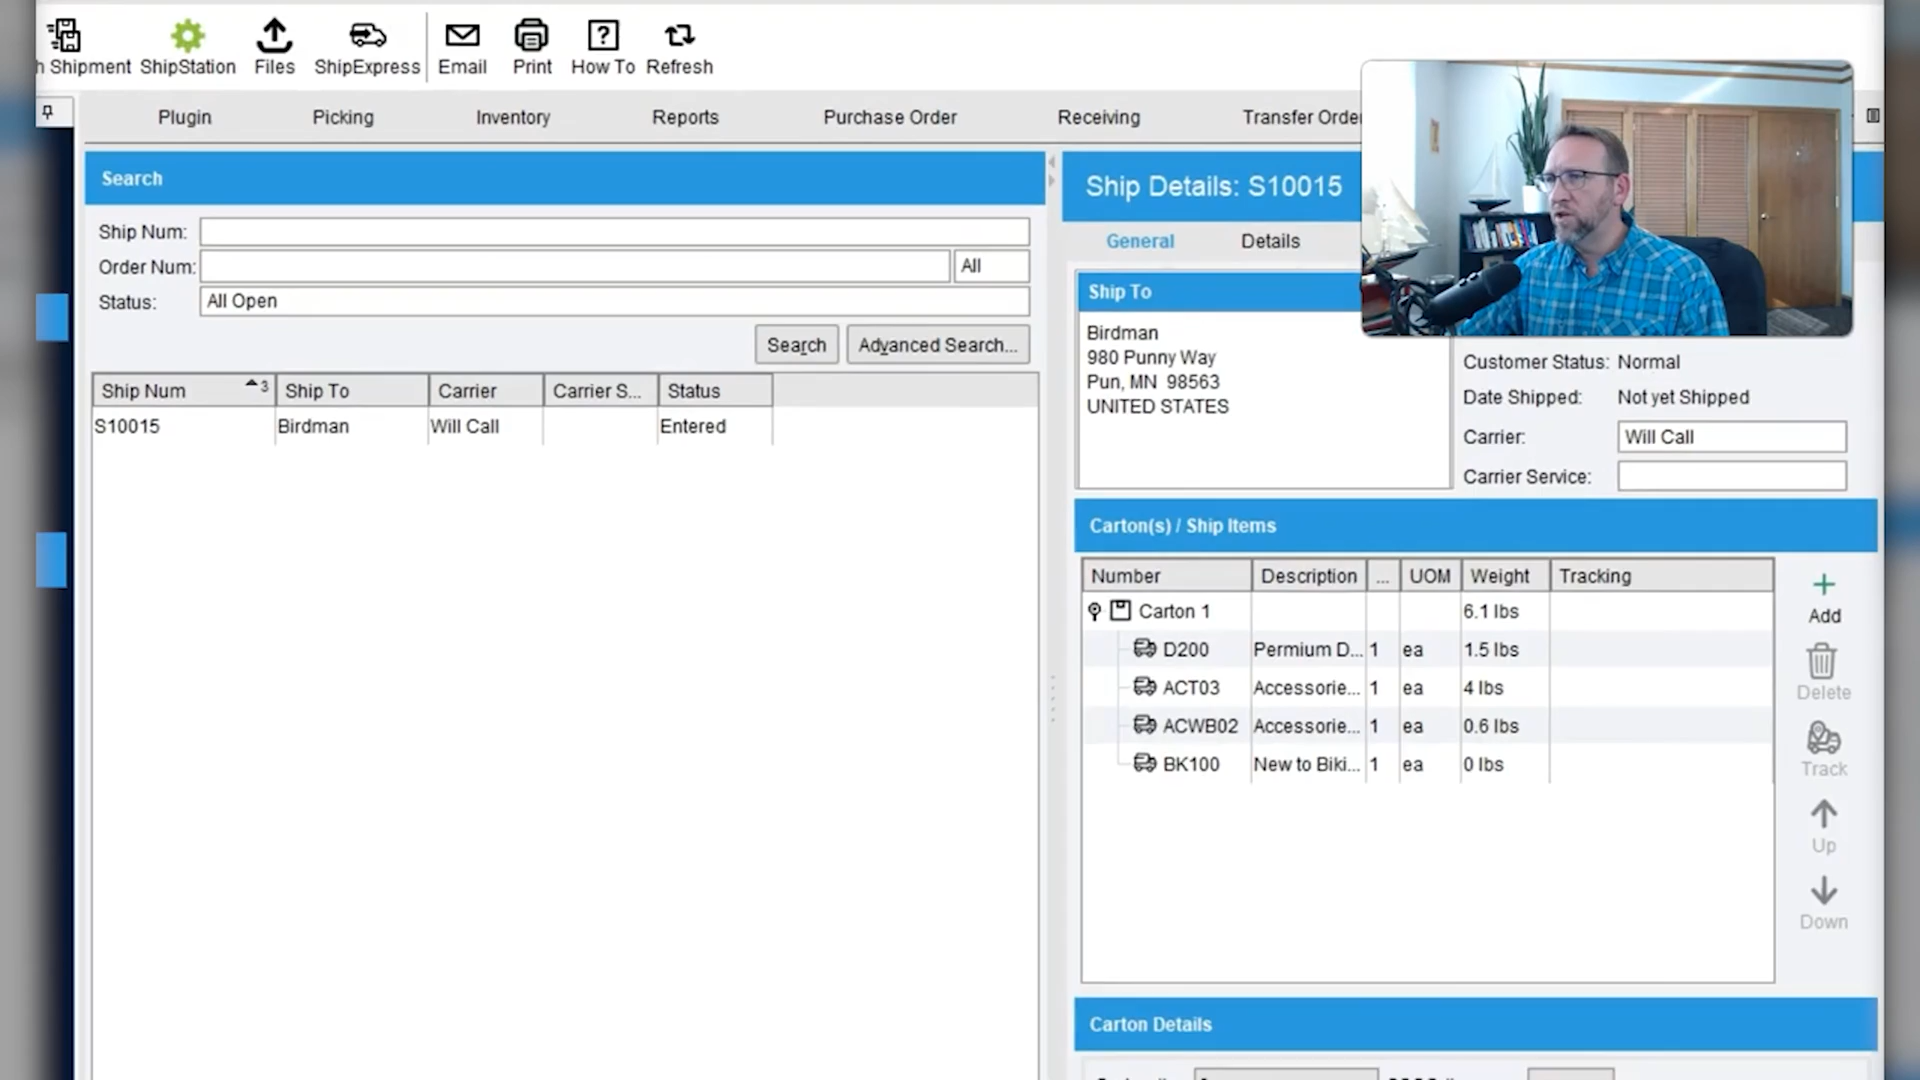 h Shipment ShipStation Files ShipExpress Email Print How To Refresh
Plugin Picking Inventory Reports Purchase Order Receiving Transfer Order
Search
Ship Num:
Order Num: All
Status: All Open
Search Advanced Search...
Ship Num 3 Ship To Carrier Carrier S... Status
S10015 Birdman Will Call Entered
Ship Details: S10015
General Details
Ship To
Birdman
980 Punny Way
Pun, MN 98563
UNITED STATES
Customer Status: Normal
Date Shipped: Not yet Shipped
Carrier: Will Call
Carrier Service:
Carton(s) / Ship Items
Number Description ... UOM Weight Tracking
Carton 1 6.1 lbs
D200 Permium D... 1 ea 1.5 lbs
ACT03 Accessorie... 1 ea 4 lbs
ACWB02 Accessorie... 1 ea 0.6 lbs
BK100 New to Biki... 1 ea 0 lbs
Add
Delete
Track
Up
Down
Carton Details